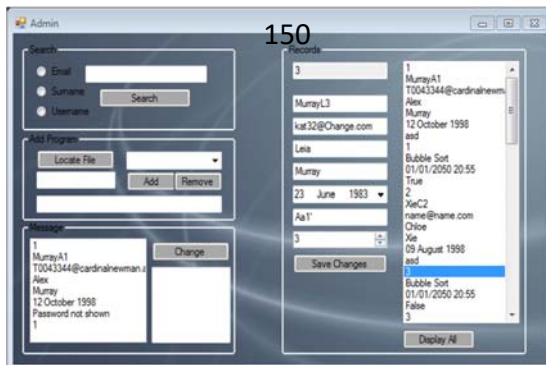 Admin
150
Search
Email
Surname
Username
Search
Add Program
Locate File
Add
Remove
Message
1
MurrayA1
T0043344@cardinalnewman.a
Alex
Murray
12 October 1998
Password not shown
1
Change
Records
3
MurrayL3
kat32@Change.com
Leia
Murray
23 June 1983
Aa1'
3
Save Changes
1
MurrayA1
T0043344@cardinalnewma
Alex
Murray
12 October 1998
asd
1
Bubble Sort
01/01/2050 20:55
True
2
XieC2
name@name.com
Chloe
Xie
09 August 1998
asd
3
Bubble Sort
01/01/2050 20:55
False
3
Display All